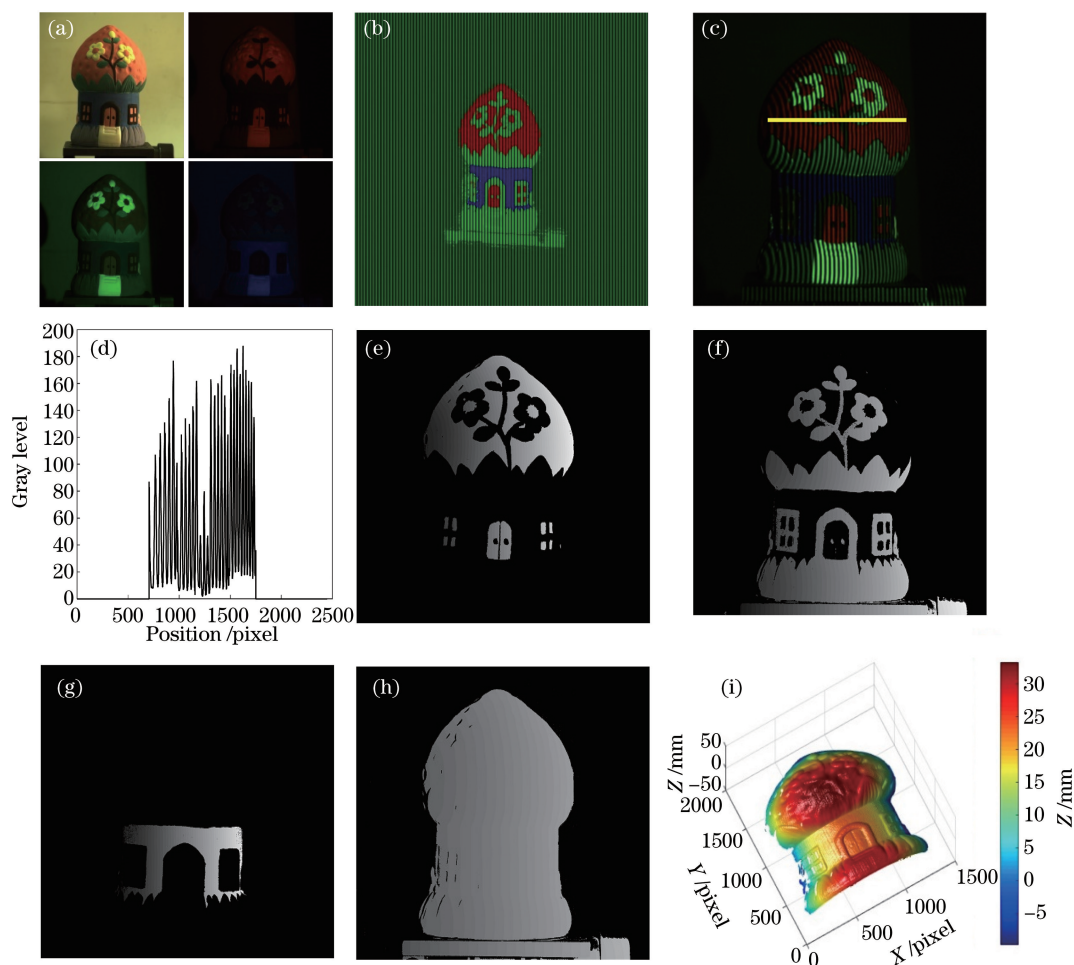 (a)
(b)
(c)
(d)
200
180
160
140
120
100
80
60
40
20
0
Gray level
0 500 1000 1500 2000 2500
Position /pixel
(e)
(f)
(g)
(h)
(i)
50
0
−50
Z /mm
2000
1500
1000
500
0
Y /pixel
0
500
1000
1500
X /pixel
30
25
20
15
10
5
0
−5
Z /mm